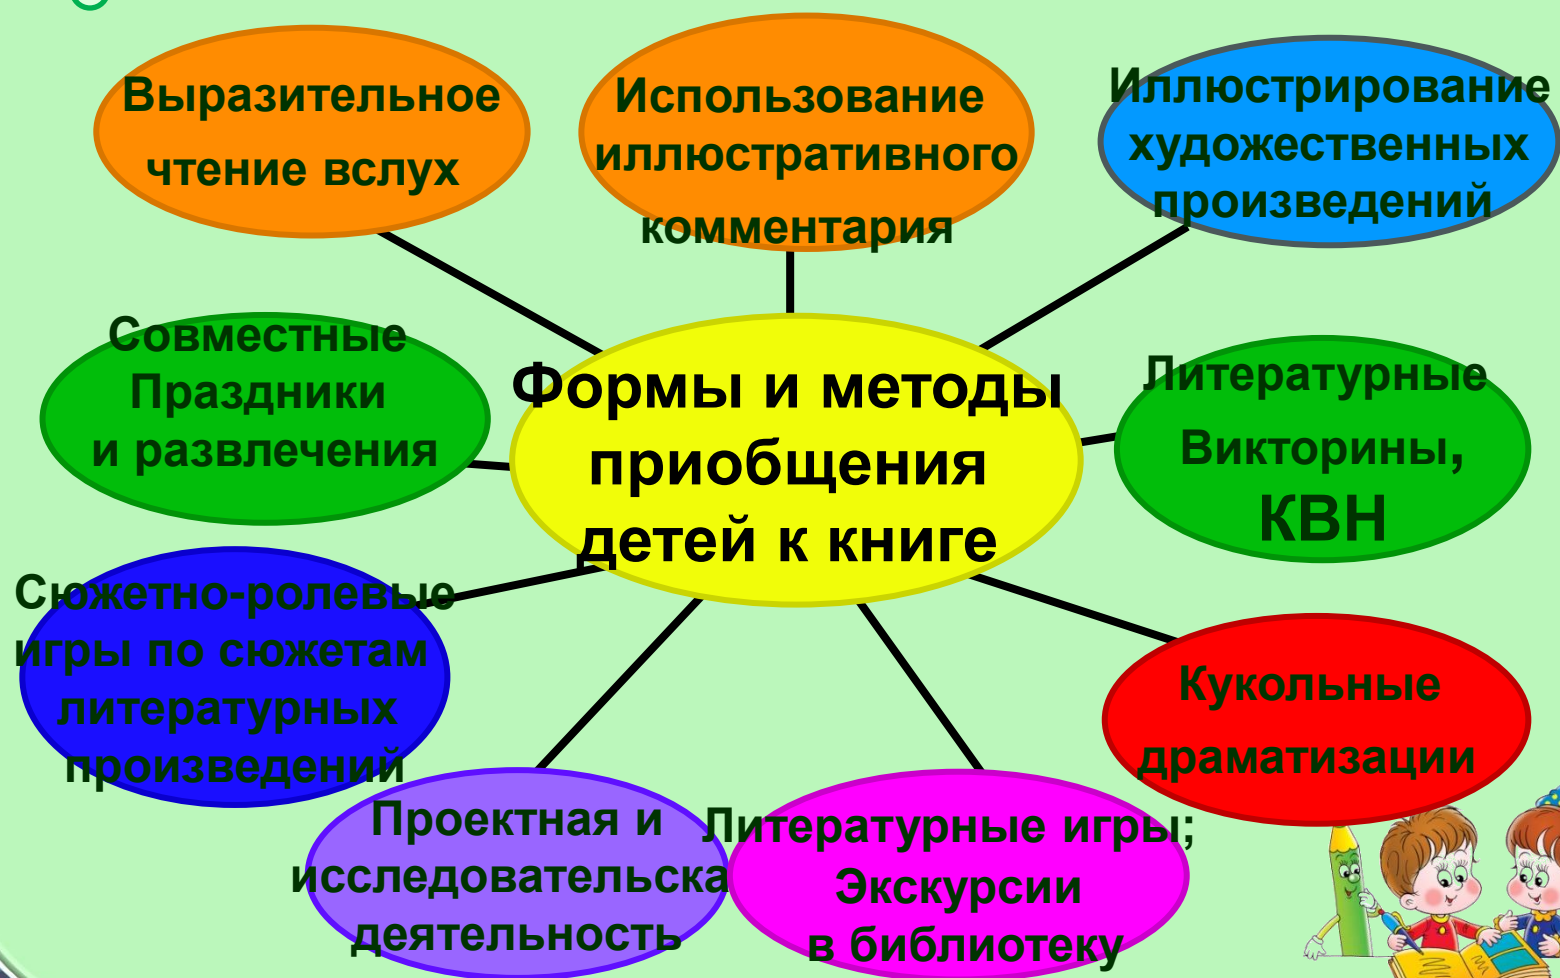 Выразительное
чтение вслух
Использование
иллюстративного
комментария
Иллюстрирование
художественных
произведений
Совместные
Праздники
и развлечения
Формы и методы
приобщения
детей к книге
Литературные
Викторины,
КВН
Сюжетно-ролевые
игры по сюжетам
литературных
произведений
Кукольные
драматизации
Проектная и
исследовательска
деятельность
Литературные игры;
Экскурсии
в библиотеку